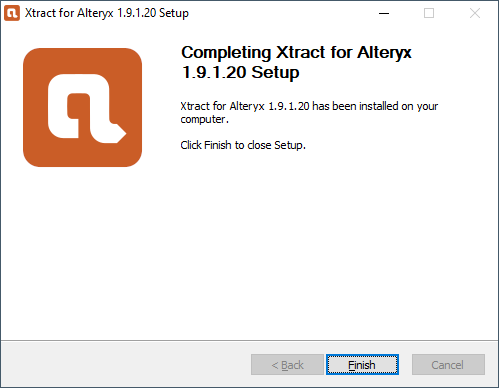 Xtract for Alteryx 1.9.1.20 Setup
Completing Xtract for Alteryx
1.9.1.20 Setup
Xtract for Alteryx 1.9.1.20 has been installed on your
computer.
Click Finish to close Setup.
< Back
Finish
Cancel